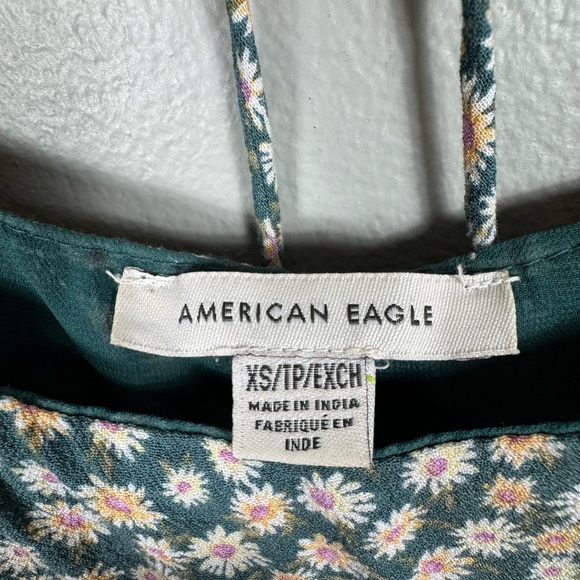 AMERICAN EAGLE
XS/TP/EXCH
MADE IN INDIA
FABRIQUÉ EN
INDE